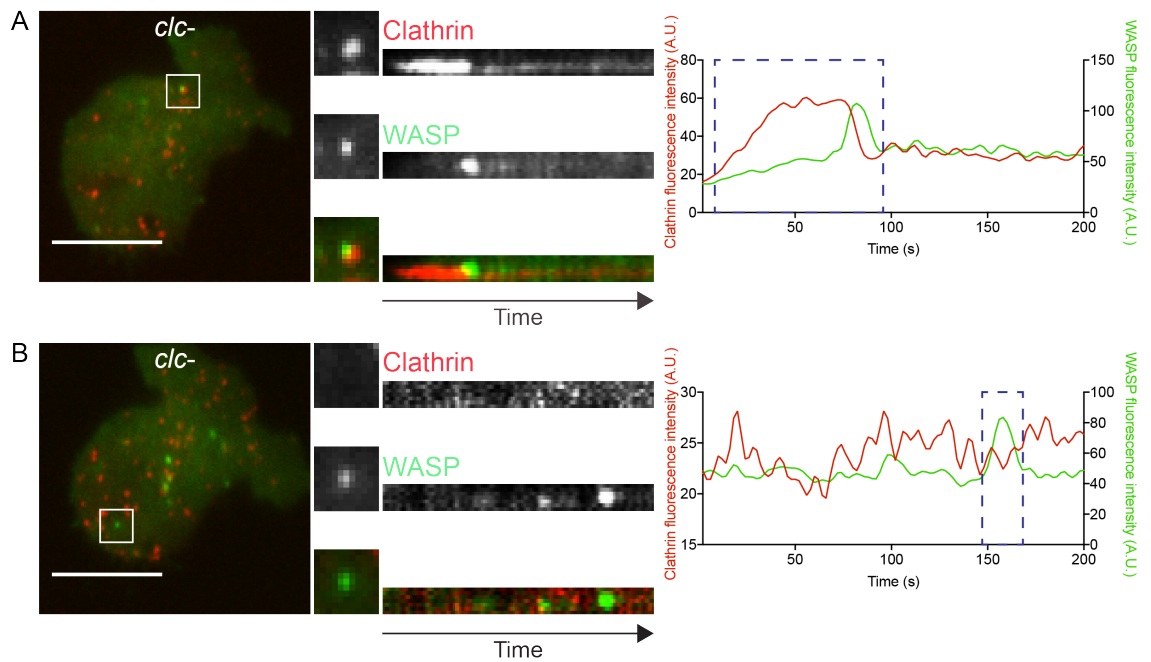 A
clc-
Clathrin
WASP
Time
Clathrin fluorescence intensity (A.U.)
80
60
40
20
0
50
100
150
200
Time (s)
150
100
50
0
WASP fluorescence intensity (A.U.)
B
clc-
Clathrin
WASP
Time
Clathrin fluorescence intensity (A.U.)
30
25
20
15
50
100
150
200
Time (s)
100
80
60
40
20
0
WASP fluorescence intensity (A.U.)